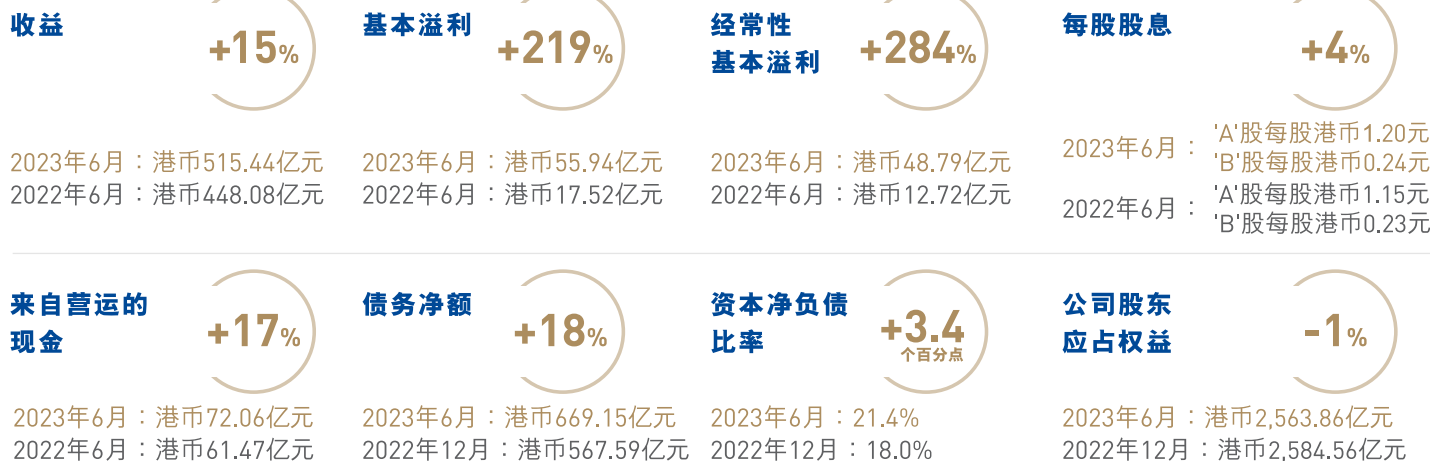 收益
+15%
2023年6月：港币515.44亿元
2022年6月：港币448.08亿元
基本溢利
+219%
2023年6月：港币55.94亿元
2022年6月：港币17.52亿元
经常性
基本溢利
+284%
2023年6月：港币48.79亿元
2022年6月：港币12.72亿元
每股股息
+4%
2023年6月：
'A'股每股港币1.20元
'B'股每股港币0.24元
2022年6月：
'A'股每股港币1.15元
'B'股每股港币0.23元
来自营运的
现金
+17%
2023年6月：港币72.06亿元
2022年6月：港币61.47亿元
债务净额
+18%
2023年6月：港币669.15亿元
2022年12月：港币567.59亿元
资本净负债
比率
+3.4
个百分点
2023年6月：21.4%
2022年12月：18.0%
公司股东
应占权益
-1%
2023年6月：港币2,563.86亿元
2022年12月：港币2,584.56亿元